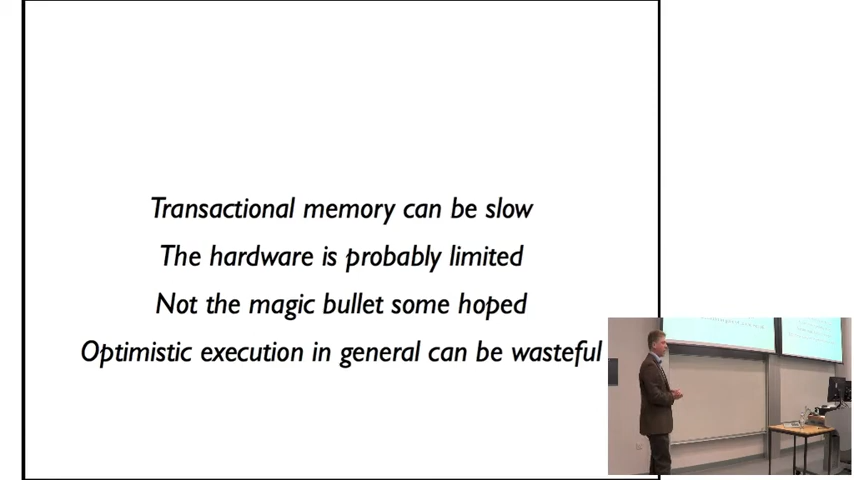 Transactional memory can be slow
The hardware is probably limited
Not the magic bullet some hoped
Optimistic execution in general can be wasteful